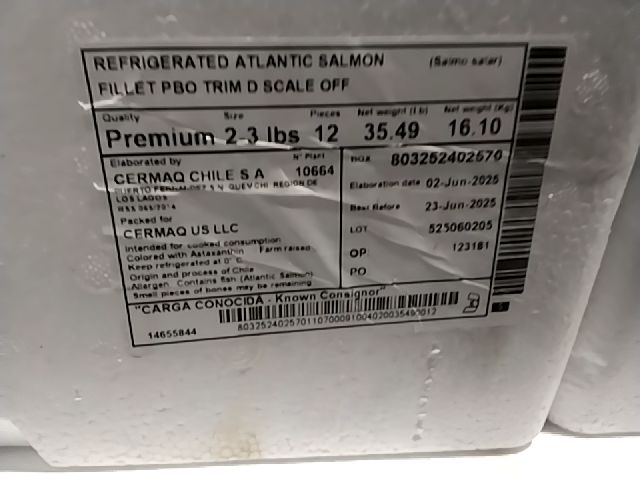 REFRIGERATED ATLANTIC SALMON (Salmo salar)
FILLET PBO TRIM D SCALE OFF
Quality Size Pieces Net weight (Lb) Net weight (Kg)
Premium 2-3 lbs 12 35.49 16.10
Elaborated by N° Plant
CERMAQ CHILE S A 10664
REGION DE
LOS LAGOS
Packed for
CERMAQ US LLC
Intended for cooked consumption
Colored with Astaxanthin Farm raised
Keep refrigerated at 0° C
Origin and process of Chile
Allergen: Contains fish (Atlantic Salmon)
Small pieces of bones may be remaining
BOX 803252402570
Elaboration date 02-Jun-2025
Best Before 23-Jun-2025
LOT 525060205
OP 123181
PO
"CARGA CONOCIDA - Known Consignor"
14655844